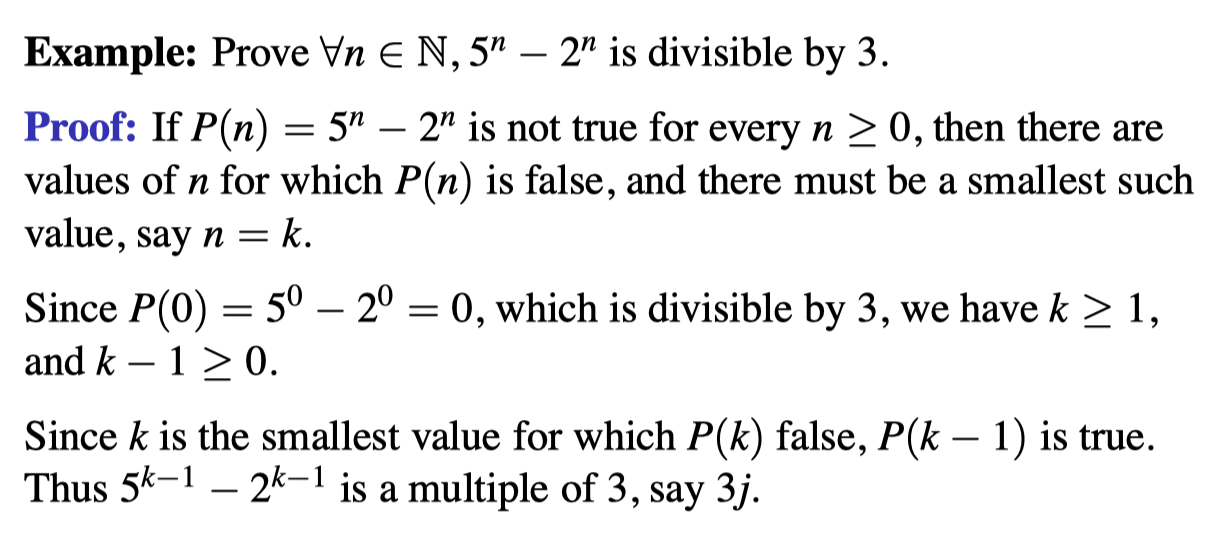 Example: Prove ∀n ∈ ℕ, 5ⁿ − 2ⁿ is divisible by 3.
Proof: If P(n) = 5ⁿ − 2ⁿ is not true for every n ≥ 0, then there are
values of n for which P(n) is false, and there must be a smallest such
value, say n = k.
Since P(0) = 5⁰ − 2⁰ = 0, which is divisible by 3, we have k ≥ 1,
and k − 1 ≥ 0.
Since k is the smallest value for which P(k) false, P(k − 1) is true.
Thus 5ᵏ⁻¹ − 2ᵏ⁻¹ is a multiple of 3, say 3j.